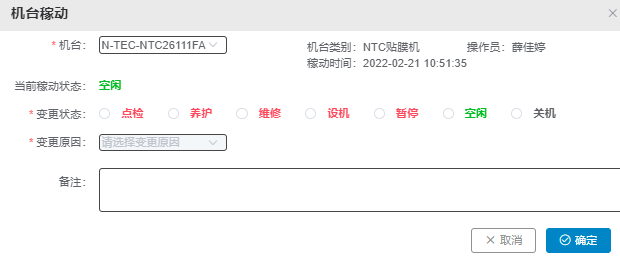 机台稼动
* 机台： N-TEC-NTC26111FA 机台类别： NTC贴膜机 操作员： 薛佳婷
稼动时间： 2022-02-21 10:51:35
当前稼动状态： 空闲
* 变更状态： 点检 养护 维修 设机 暂停 空闲 关机
* 变更原因： 请选择变更原因
备注：
取消 确定